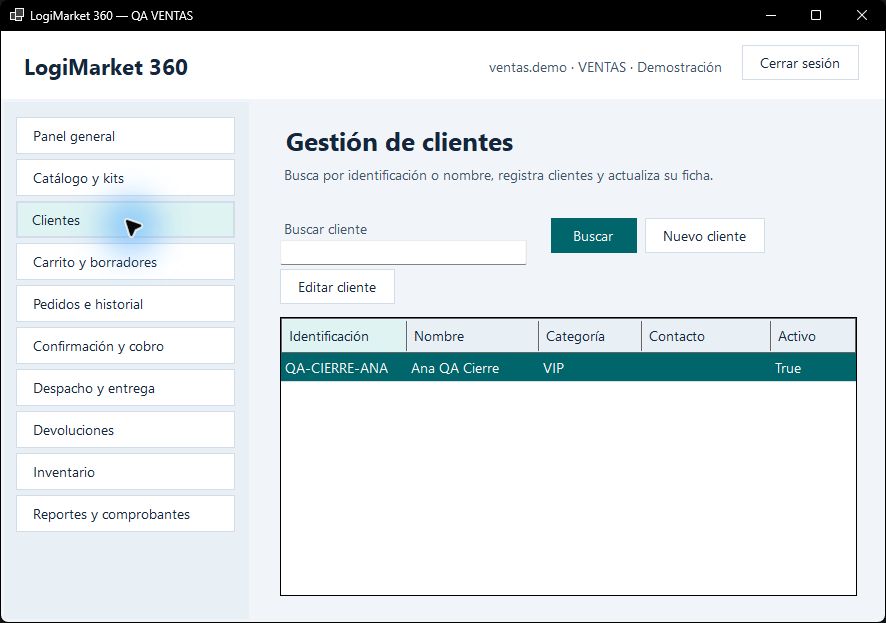 LogiMarket 360 — QA VENTAS
LogiMarket 360
ventas.demo · VENTAS · Demostración
Cerrar sesión
Panel general
Catálogo y kits
Clientes
Carrito y borradores
Pedidos e historial
Confirmación y cobro
Despacho y entrega
Devoluciones
Inventario
Reportes y comprobantes
Gestión de clientes
Busca por identificación o nombre, registra clientes y actualiza su ficha.
Buscar cliente
Buscar
Nuevo cliente
Editar cliente
Identificación Nombre Categoría Contacto Activo
QA-CIERRE-ANA Ana QA Cierre VIP True